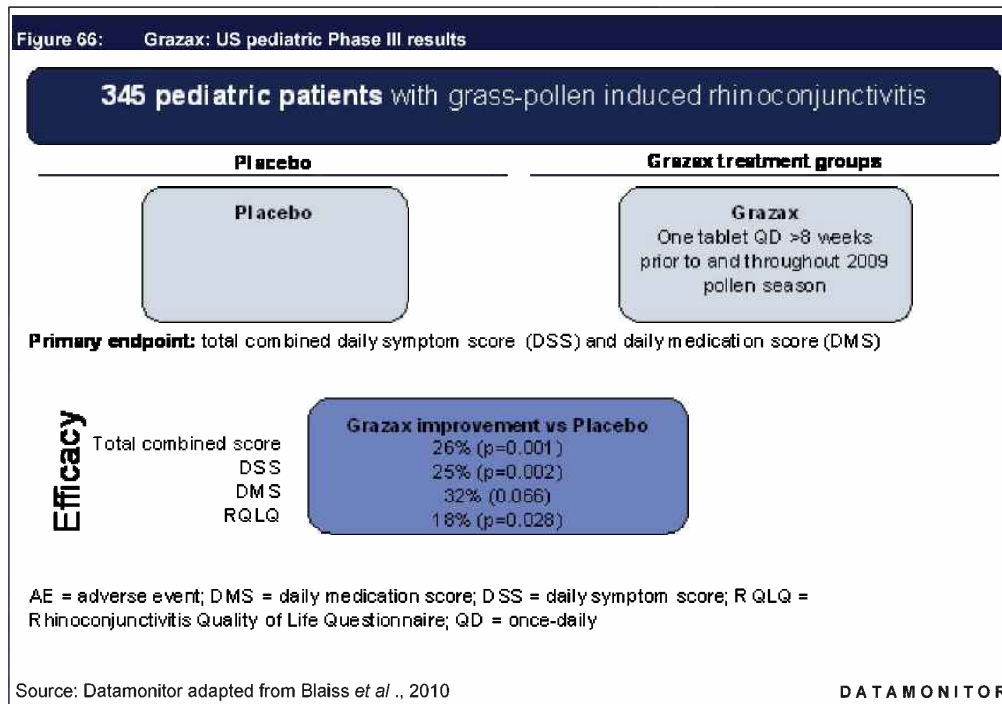 Figure 66: Grazax: US pediatric Phase III results
345 pediatric patients with grass-pollen induced rhinoconjunctivitis
Placebo
Grazax treatment groups
Placebo
Grazax
One tablet QD >8 weeks
prior to and throughout 2009
pollen season
Primary endpoint: total combined daily symptom score (DSS) and daily medication score (DMS)
Efficacy
Grazax improvement vs Placebo
Total combined score 26% (p=0.001)
DSS 25% (p=0.002)
DMS 32% (0.066)
RQLQ 18% (p=0.028)
AE = adverse event; DMS = daily medication score; DSS = daily symptom score; RQLQ =
Rhinoconjunctivitis Quality of Life Questionnaire; QD = once-daily
Source: Datamonitor adapted from Blaiss et al ., 2010
DATAMONITOR